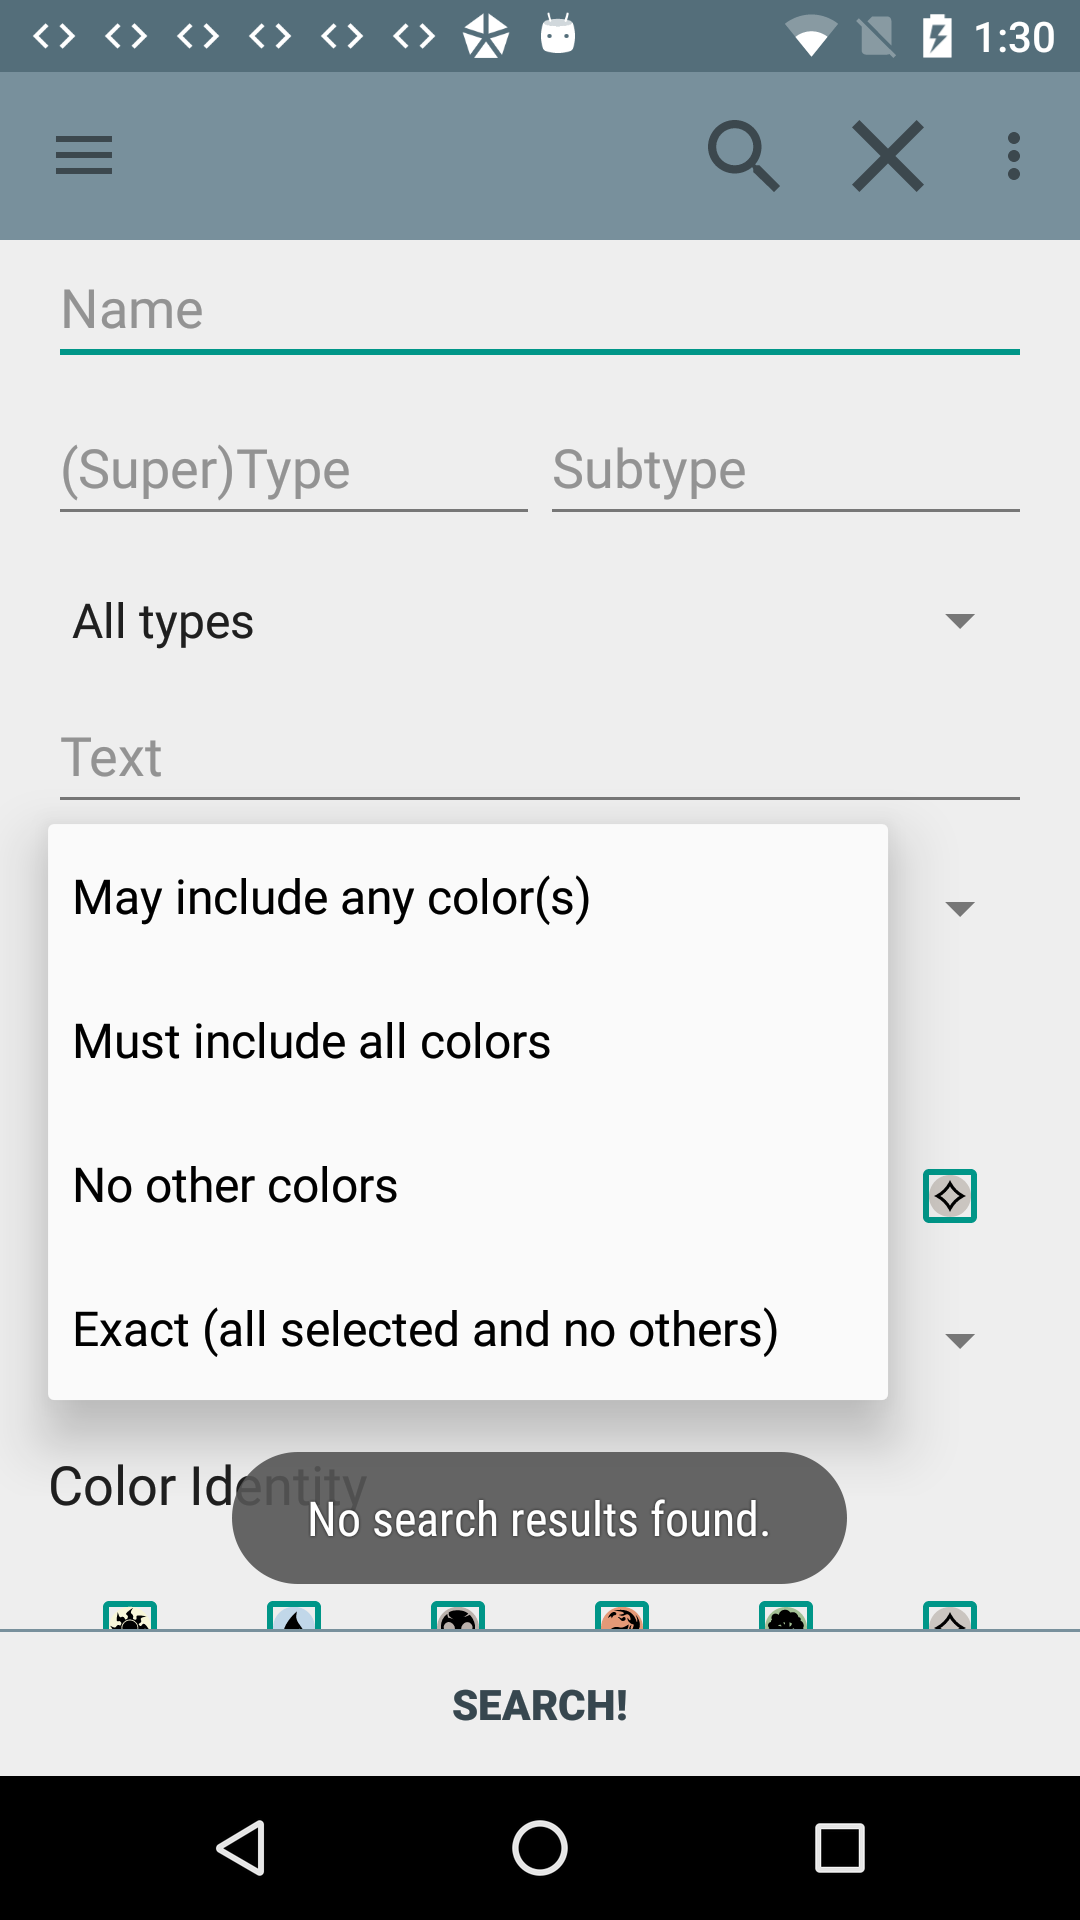 1:30
Name
(Super)Type Subtype
All types
Text
May include any color(s)
Must include all colors
No other colors
Exact (all selected and no others)
Color Identity
No search results found.
SEARCH!